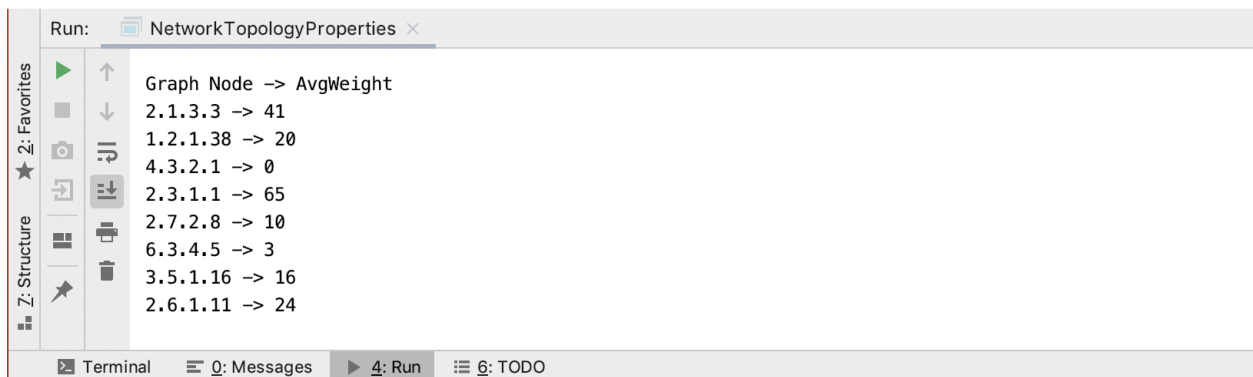 Run: NetworkTopologyProperties
2: Favorites
7: Structure
Graph Node -> AvgWeight
2.1.3.3 -> 41
1.2.1.38 -> 20
4.3.2.1 -> 0
2.3.1.1 -> 65
2.7.2.8 -> 10
6.3.4.5 -> 3
3.5.1.16 -> 16
2.6.1.11 -> 24
Terminal 0: Messages 4: Run 6: TODO